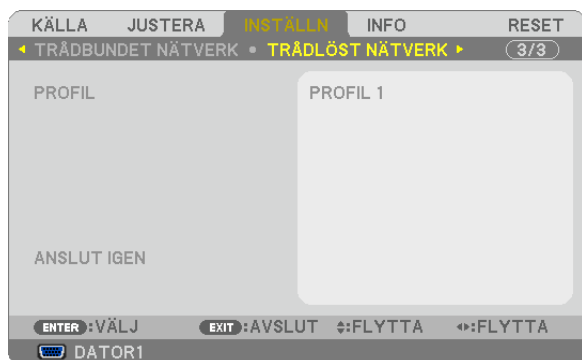 KÄLLA JUSTERA INSTÄLLN INFO RESET
TRÅDBUNDET NÄTVERK • TRÅDLÖST NÄTVERK 3/3
PROFIL PROFIL 1
ANSLUT IGEN
ENTER:VÄLJ EXIT:AVSLUT :FLYTTA :FLYTTA
DATOR1